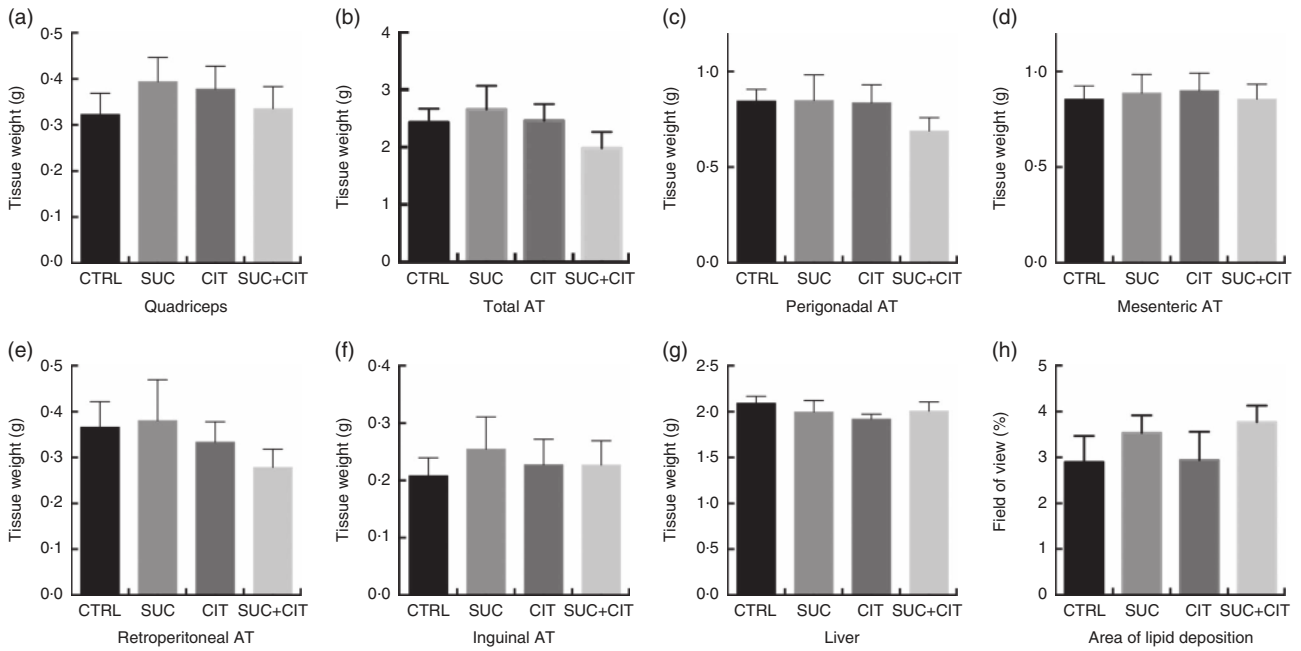 (a)
0·5
0·4
0·3
0·2
0·1
0·0
Tissue weight (g)
CTRL SUC CIT SUC+CIT
Quadriceps
(b)
4
3
2
1
0
Tissue weight (g)
CTRL SUC CIT SUC+CIT
Total AT
(c)
1·0
0·5
0·0
Tissue weight (g)
CTRL SUC CIT SUC+CIT
Perigonadal AT
(d)
1·0
0·5
0·0
Tissue weight (g)
CTRL SUC CIT SUC+CIT
Mesenteric AT
(e)
0·5
0·4
0·3
0·2
0·1
0·0
Tissue weight (g)
CTRL SUC CIT SUC+CIT
Retroperitoneal AT
(f)
0·4
0·3
0·2
0·1
0·0
Tissue weight (g)
CTRL SUC CIT SUC+CIT
Inguinal AT
(g)
2·5
2·0
1·5
1·0
0·5
0·0
Tissue weight (g)
CTRL SUC CIT SUC+CIT
Liver
(h)
5
4
3
2
1
0
Field of view (%)
CTRL SUC CIT SUC+CIT
Area of lipid deposition